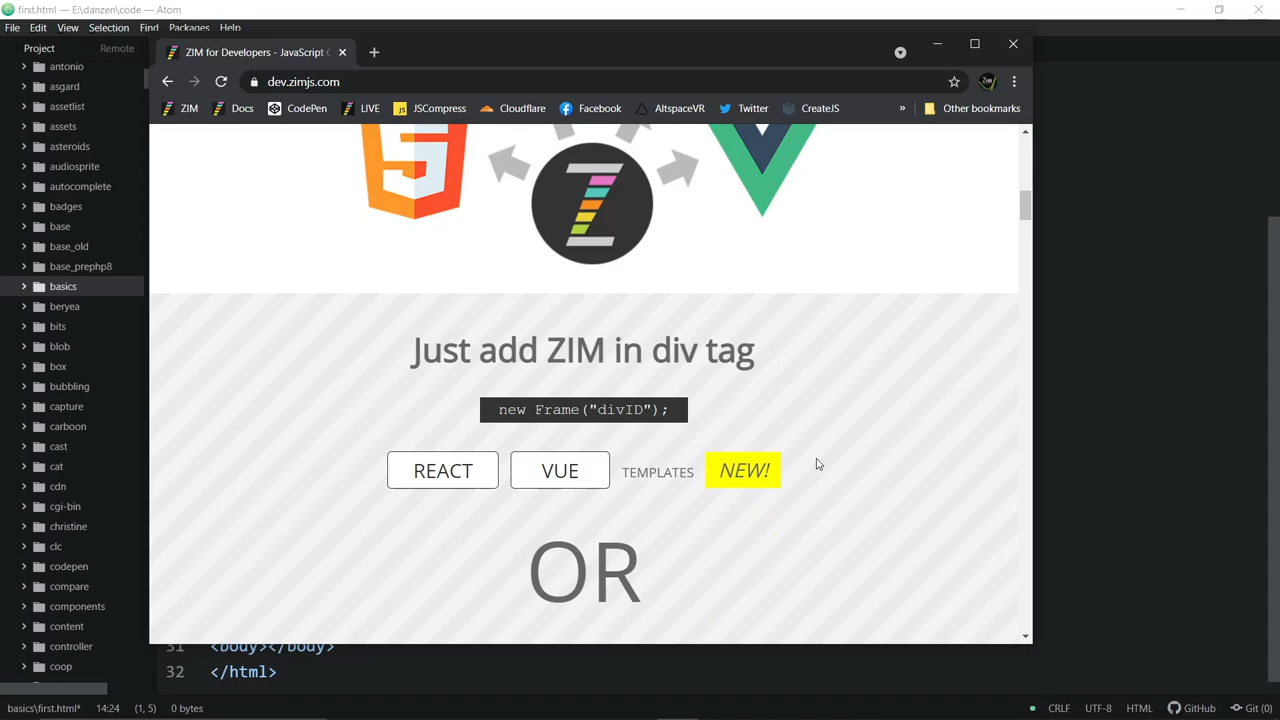 first.html — E:\danzen\code — Atom
File Edit View Selection Find Packages Help
Project Remote
antonio
asgard
assetlist
assets
asteroids
audiosprite
autocomplete
badges
base
base_old
base_prephp8
basics
beryea
bits
blob
box
bubbling
capture
carboon
cast
cat
cdn
cgi-bin
christine
clc
codepen
compare
components
content
controller
coop
ZIM for Developers - JavaScript
dev.zimjs.com
ZIM Docs CodePen LIVE JSCompress Cloudflare Facebook AltspaceVR Twitter CreateJS » Other bookmarks
Just add ZIM in div tag
new Frame("divID");
REACT VUE TEMPLATES NEW!
OR
31 <body></body>
32 </html>
basics\first.html* 14:24 (1, 5) 0 bytes CRLF UTF-8 HTML GitHub Git (0)